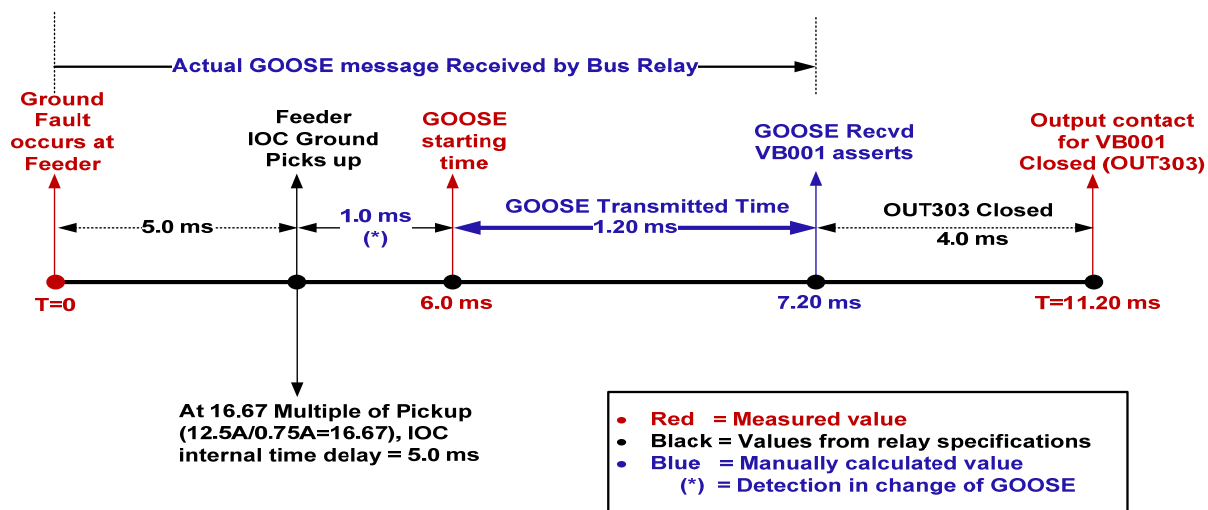 Actual GOOSE message Received by Bus Relay
Ground
Fault
occurs at
Feeder
Feeder
IOC Ground
Picks up
GOOSE
starting
time
GOOSE Recvd
VB001 asserts
Output contact
for VB001
Closed (OUT303)
5.0 ms
1.0 ms
(*)
GOOSE Transmitted Time
1.20 ms
OUT303 Closed
4.0 ms
T=0
6.0 ms
7.20 ms
T=11.20 ms
At 16.67 Multiple of Pickup
(12.5A/0.75A=16.67), IOC
internal time delay = 5.0 ms
Red = Measured value
Black = Values from relay specifications
Blue = Manually calculated value
(*) = Detection in change of GOOSE